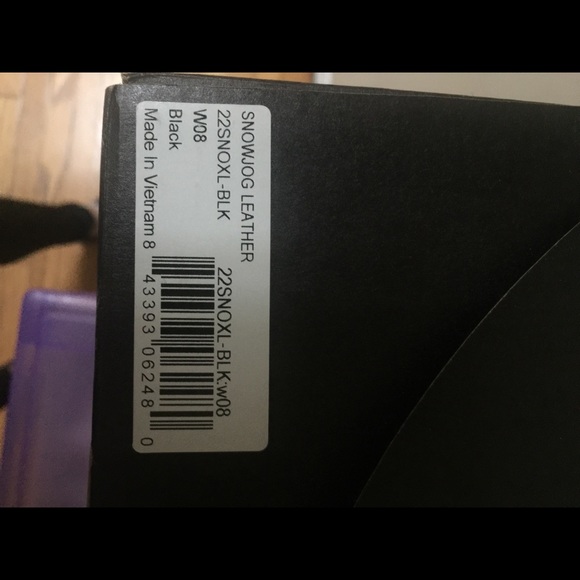 SNOWJOG LEATHER
22SNOXL-BLK
22SNOXL-BLK:w08
W08
Black
Made In Vietnam
8 43393 06248 0